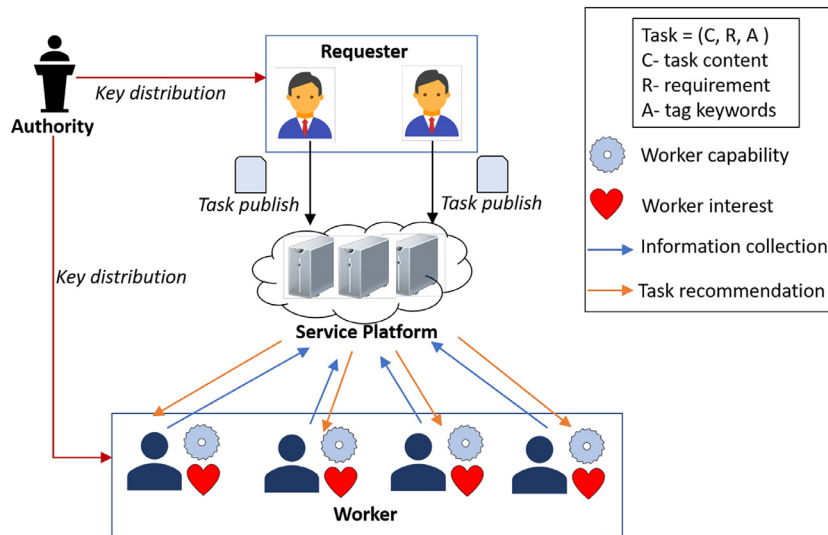 Requester
Key distribution
Authority
Task publish
Task publish
Key distribution
Service Platform
Worker
Task = (C, R, A )
C- task content
R- requirement
A- tag keywords
Worker capability
Worker interest
Information collection
Task recommendation